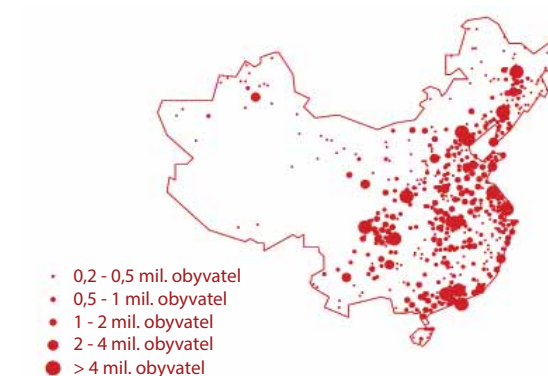 0,2 - 0,5 mil. obyvatel
0,5 - 1 mil. obyvatel
1 - 2 mil. obyvatel
2 - 4 mil. obyvatel
> 4 mil. obyvatel